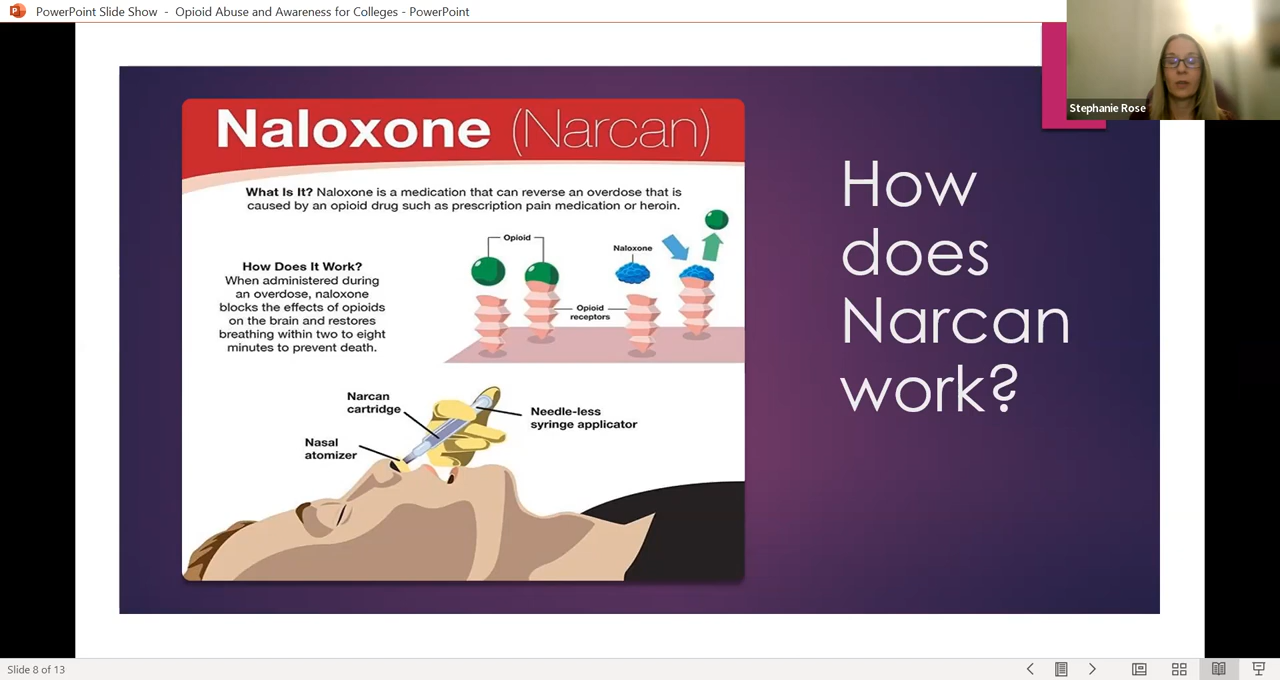 PowerPoint Slide Show - Opioid Abuse and Awareness for Colleges - PowerPoint
Stephanie Rose
Naloxone (Narcan)
What Is It? Naloxone is a medication that can reverse an overdose that is
caused by an opioid drug such as prescription pain medication or heroin.
Opioid
Naloxone
How Does It Work?
When administered during
an overdose, naloxone
blocks the effects of opioids
on the brain and restores
breathing within two to eight
minutes to prevent death.
Opioid
receptors
Narcan
cartridge
Needle-less
syringe applicator
Nasal
atomizer
How
does
Narcan
work?
Slide 8 of 13